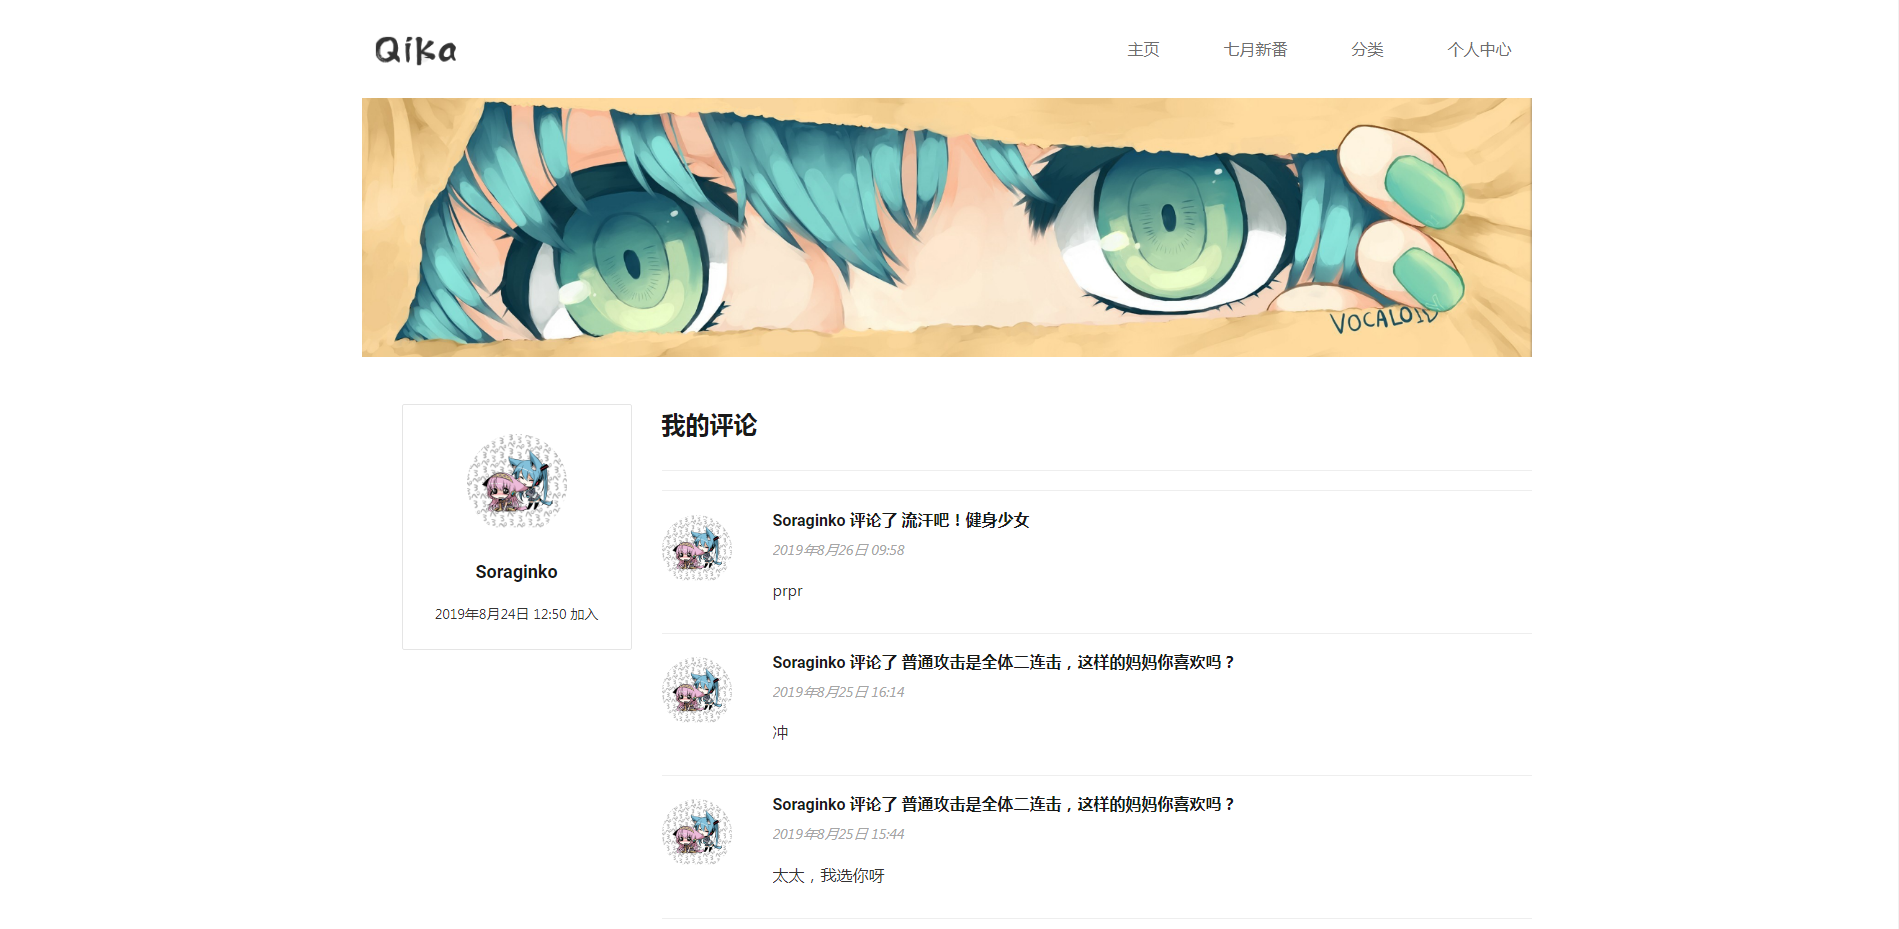 Qika
主页
七月新番
分类
个人中心
VOCALOID
Soraginko
2019年8月24日 12:50 加入
我的评论
Soraginko 评论了 流汗吧！健身少女
2019年8月26日 09:58
prpr
Soraginko 评论了 普通攻击是全体二连击，这样的妈妈你喜欢吗？
2019年8月25日 16:14
冲
Soraginko 评论了 普通攻击是全体二连击，这样的妈妈你喜欢吗？
2019年8月25日 15:44
太太，我选你呀